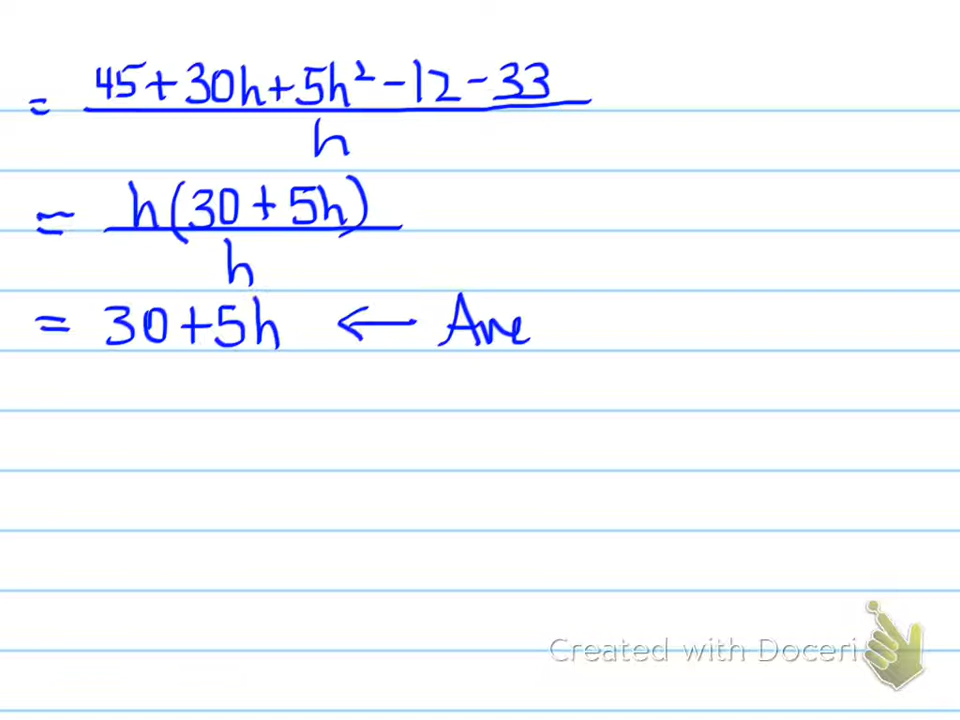 = 45+30h+5h²-12-33
h
= h(30+5h)
h
= 30+5h ← Ans
Created with Doceri